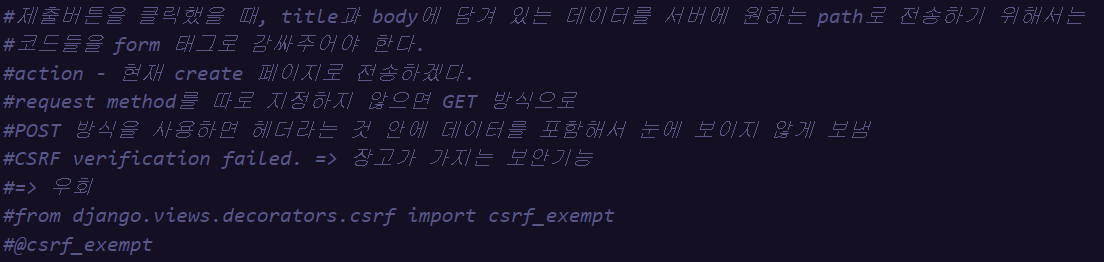 #제출버튼을 클릭했을 때, title과 body에 담겨 있는 데이터를 서버에 원하는 path로 전송하기 위해서는
#코드들을 form 태그로 감싸주어야 한다.
#action - 현재 create 페이지로 전송하겠다.
#request method를 따로 지정하지 않으면 GET 방식으로
#POST 방식을 사용하면 헤더라는 것 안에 데이터를 포함해서 눈에 보이지 않게 보냄
#CSRF verification failed. => 장고가 가지는 보안기능
#=> 우회
#from django.views.decorators.csrf import csrf_exempt
#@csrf_exempt